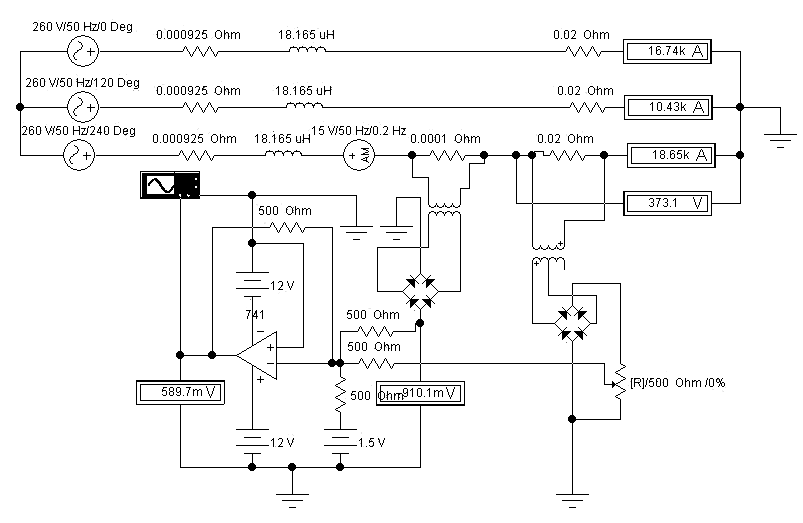 260 V/50 Hz/0 Deg 0.000925 Ohm 18.165 uH 0.02 Ohm
16.74k A
260 V/50 Hz/120 Deg 0.000925 Ohm 18.165 uH 0.02 Ohm
10.43k A
260 V/50 Hz/240 Deg 0.000925 Ohm 18.165 uH 15 V/50 Hz/0.2 Hz 0.0001 Ohm 0.02 Ohm
AM
18.65k A
373.1 V
500 Ohm
12 V
741
500 Ohm
500 Ohm
[R]/500 Ohm /0%
589.7m V
500 Ohm
-910.1m V
12 V
1.5 V